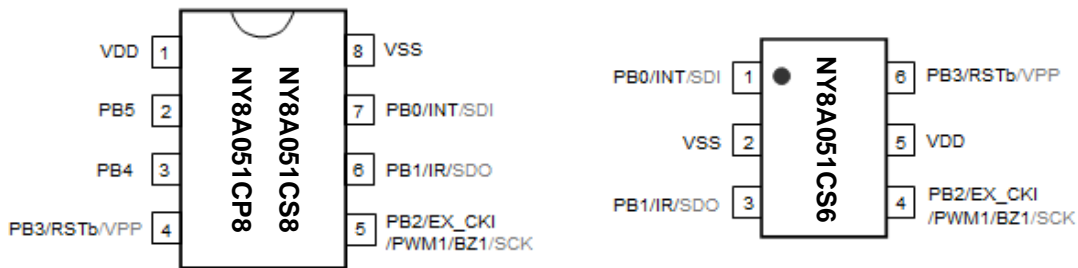 VDD 1
8 VSS
PB5 2
7 PB0/INT/SDI
PB4 3
6 PB1/IR/SDO
PB3/RSTb/VPP 4
5 PB2/EX_CKI
/PWM1/BZ1/SCK
NY8A051CS8
NY8A051CP8
PB0/INT/SDI 1
6 PB3/RSTb/VPP
VSS 2
5 VDD
PB1/IR/SDO 3
4 PB2/EX_CKI
/PWM1/BZ1/SCK
NY8A051CS6